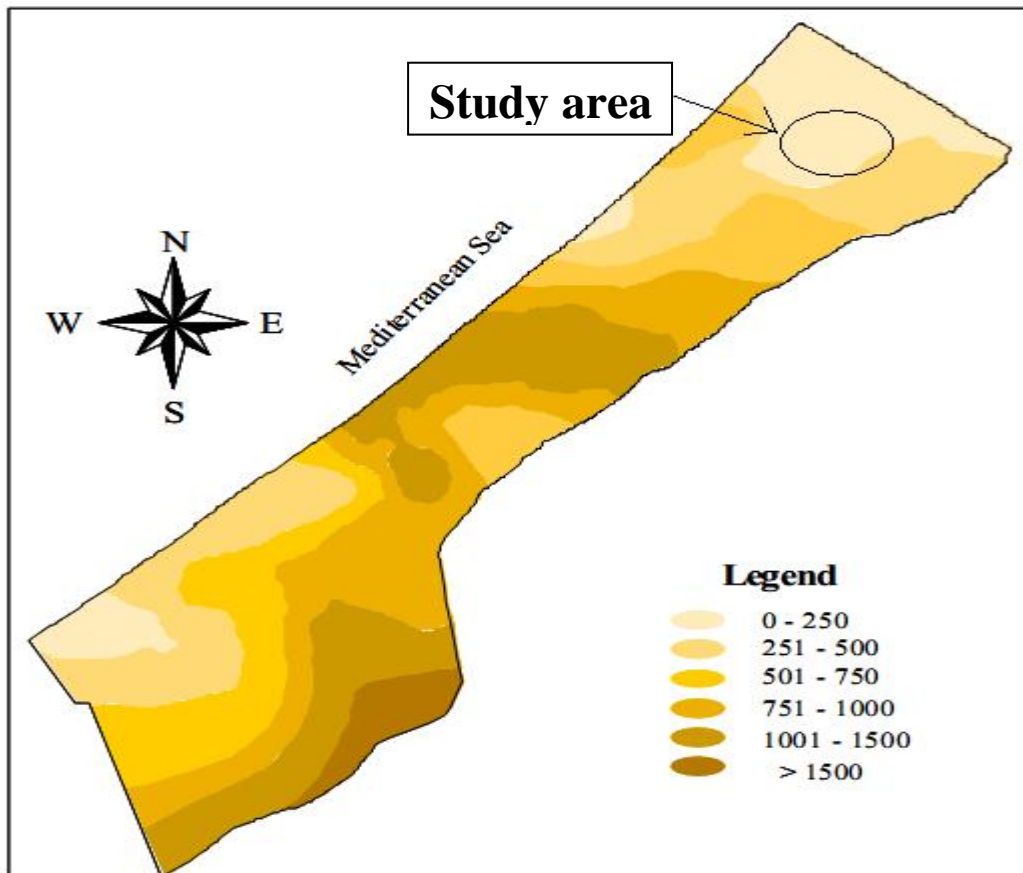 Study area
Mediterranean Sea
N
W
E
S
Legend
0 - 250
251 - 500
501 - 750
751 - 1000
1001 - 1500
> 1500